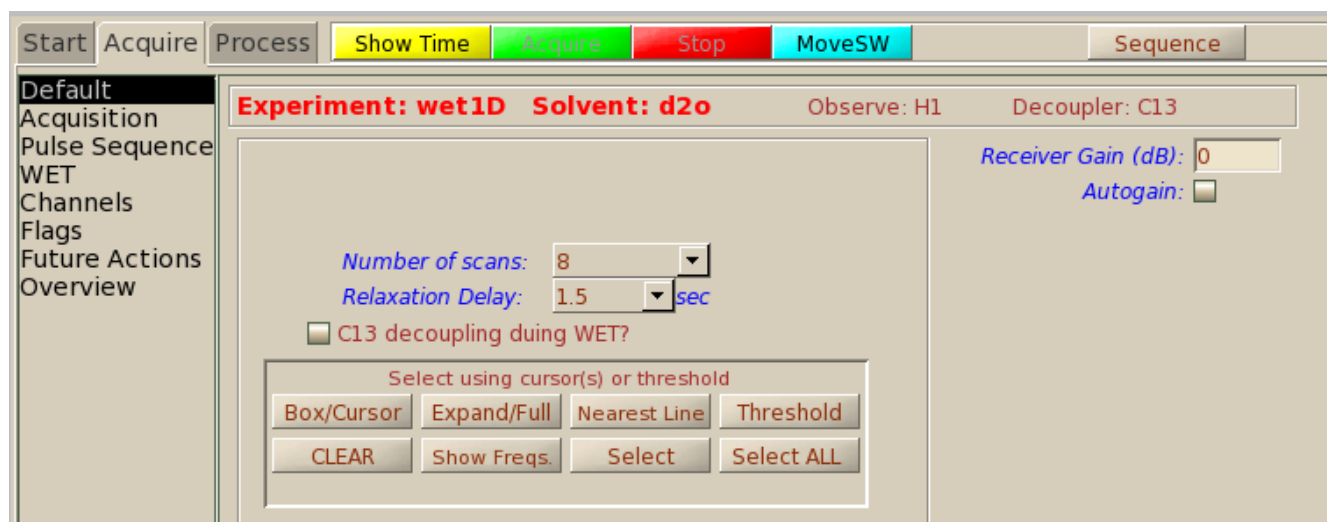 Start Acquire Process Show Time Acquire Stop MoveSW Sequence
Default
Acquisition
Pulse Sequence
WET
Channels
Flags
Future Actions
Overview
Experiment: wet1D Solvent: d2o Observe: H1 Decoupler: C13
Receiver Gain (dB): 0
Autogain:
Number of scans: 8
Relaxation Delay: 1.5 sec
C13 decoupling duing WET?
Select using cursor(s) or threshold
Box/Cursor Expand/Full Nearest Line Threshold
CLEAR Show Freqs. Select Select ALL